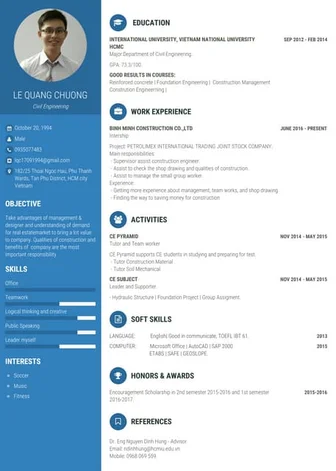 LE QUANG CHUONG
Civil Engineering
October 20, 1994
Male
0935077483
lqt17091994@gmail.com
182/25 Thoai Ngoc Hau, Phu Thanh
Wards, Tan Phu District, HCM city
Vietnam
OBJECTIVE
Take advantages of management &
designer and understanding of demand
for real estatemarket to bring a lot value
to company. Qualities of construction and
benefits of company are the most
important responsibility
SKILLS
Office
Teamwork
Logical thinking and creative
Public Speaking
Leader myself
INTERESTS
Soccer
Music
Fitness
EDUCATION
INTERNATIONAL UNIVERSITY, VIETNAM NATIONAL UNIVERSITY SEP 2012 - FEB 2014
HCMC
Major Department of Civil Engineering.
GPA: 73.3/100
GOOD RESULTS IN COURSES:
Reinforced concrete | Foundation Engineering | Construction Management
Constrution Engineering |
WORK EXPERIENCE
BINH MINH CONSTRUCTION CO.,LTD JUNE 2016 - PRESENT
Internship
Project: PETROLIMEX INTERNATIONAL TRADING JOINT STOCK COMPANY.
Main responsibilities:
- Supervisor assist construction engineer.
- Assist to check the shop drawing and qualities of constrution.
- Assist to manage the small group worker
Experience:
- Getting more experience about management, team works, and shop drawing
- Finding the way to saving money for construction
ACTIVITIES
CE PYRAMID NOV 2014 - MAY 2015
Tutor and Team worker
CE Pyramid supports CE students in studying and preparing for test.
- Tutor Construction Material
- Tutor Soil Mechanical
CE SUBJECT NOV 2014 - MAY 2015
Leader and Supporter
- Hydraulic Structure | Foundation Project | Group Assigment
SOFT SKILLS
LANGUAGE: English| Good in communicate, TOEFL IBT 61. 2013
COMPUTER: Microsoft Office | AutoCAD | SAP 2000 2015
ETABS | SAFE | GEOSLOPE
HONORS & AWARDS
Encouragement Scholarship in 2nd semester 2015-2016 and 1st semester 2015-2016
2016-2017.
REFERENCES
Dr. Eng Nguyen Dinh Hung - Advisor
Email: ndinhhung@hcmiu.edu.vn
Mobile: 0968 069 559